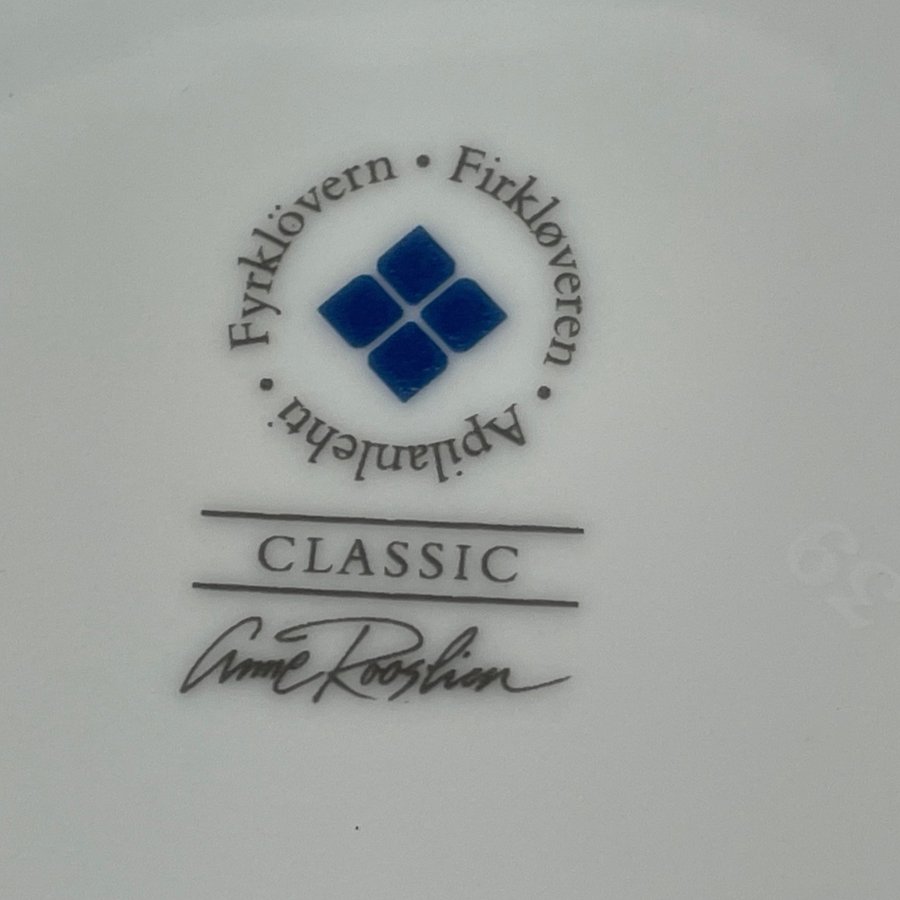 Fyrklövern • Firkløveren • Apilanlehti •
CLASSIC
Anne Rooslien